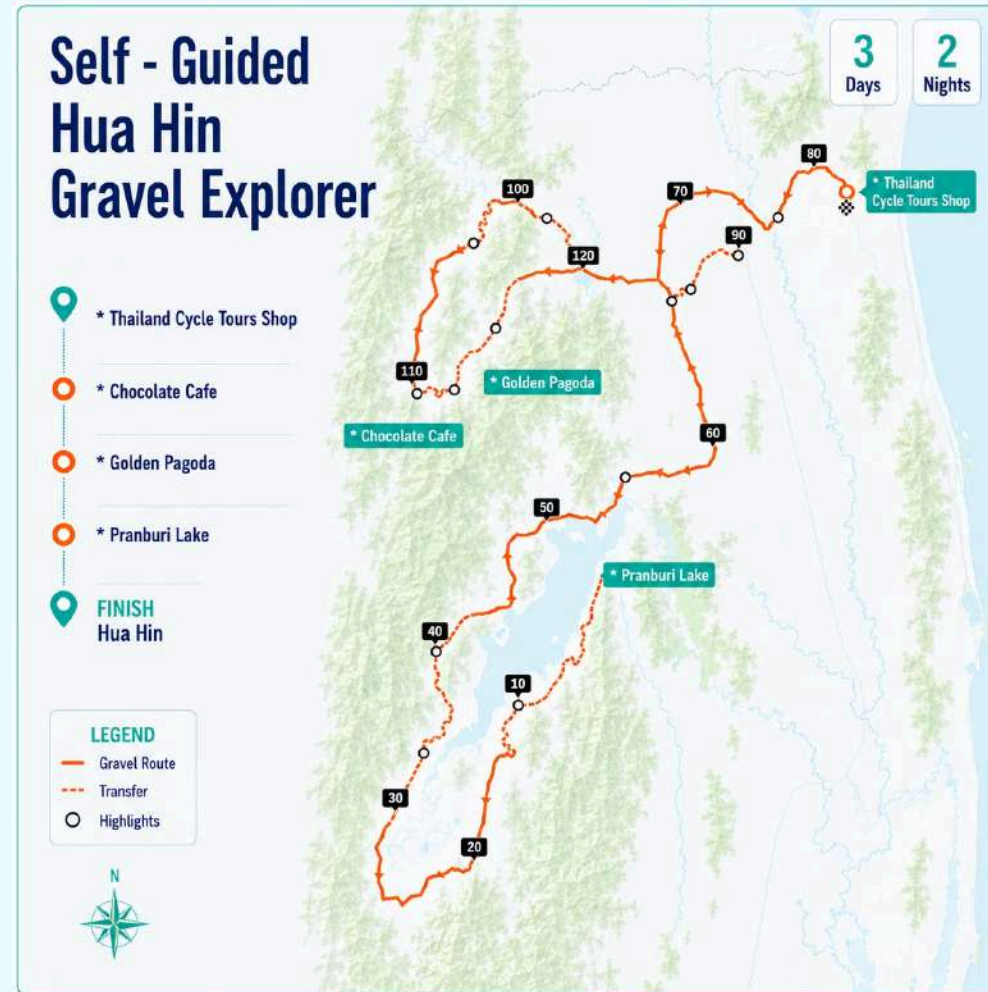 Self - Guided
Hua Hin
Gravel Explorer
3
Days
2
Nights
* Thailand Cycle Tours Shop
* Chocolate Cafe
* Golden Pagoda
* Pranburi Lake
FINISH
Hua Hin
LEGEND
Gravel Route
Transfer
Highlights
N
80
* Thailand
Cycle Tours Shop
100
70
90
120
110
* Golden Pagoda
* Chocolate Cafe
60
50
* Pranburi Lake
40
10
30
20